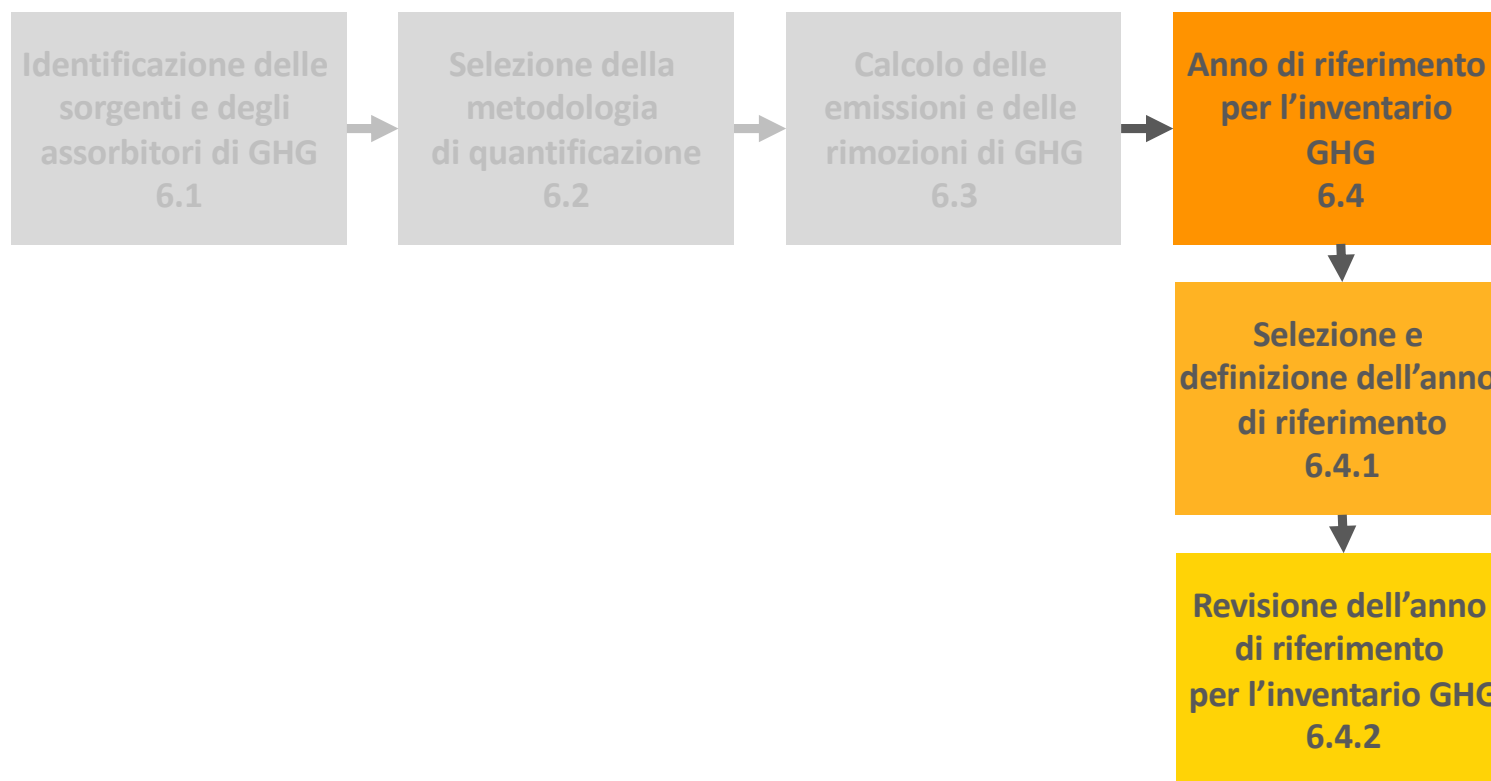 Identificazione delle
sorgenti e degli
assorbitori di GHG
6.1
Selezione della
metodologia
di quantificazione
6.2
Calcolo delle
emissioni e delle
rimozioni di GHG
6.3
Anno di riferimento
per l’inventario
GHG
6.4
Selezione e
definizione dell’anno
di riferimento
6.4.1
Revisione dell’anno
di riferimento
per l’inventario GHG
6.4.2